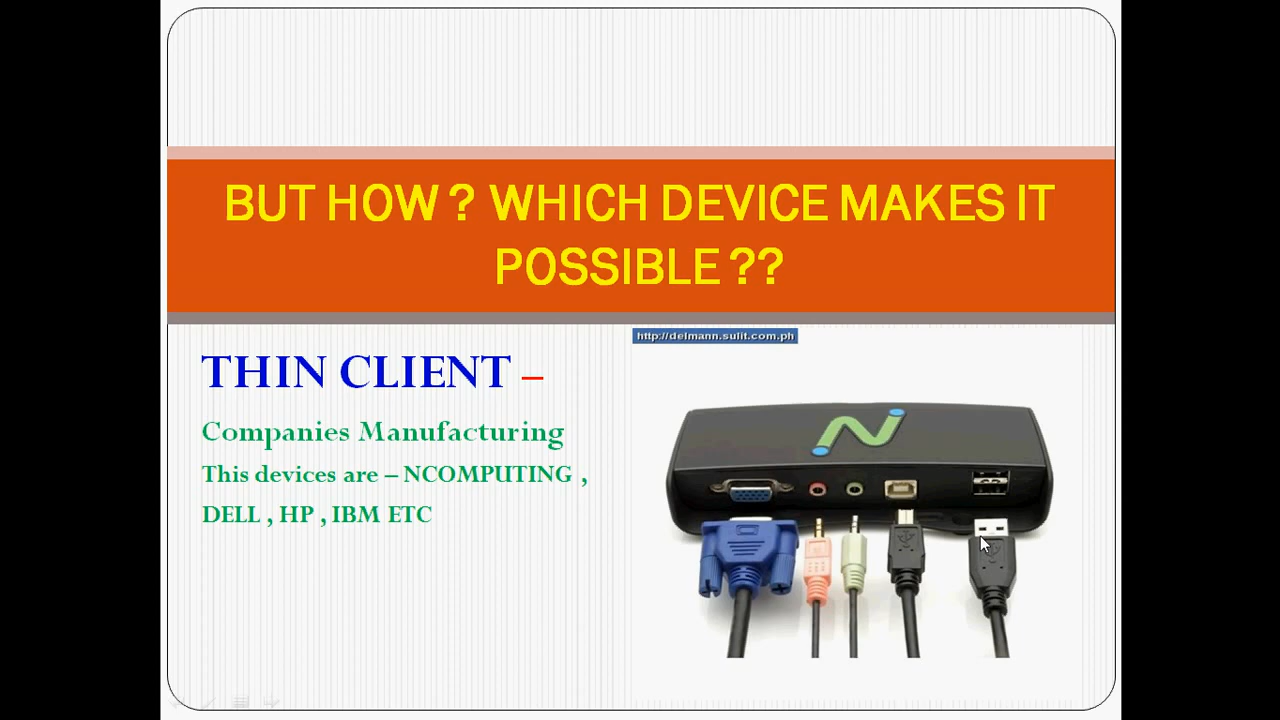 BUT HOW ? WHICH DEVICE MAKES IT
POSSIBLE ??
http://delmann.sulit.com.ph
THIN CLIENT –
Companies Manufacturing
This devices are – NCOMPUTING ,
DELL , HP , IBM ETC